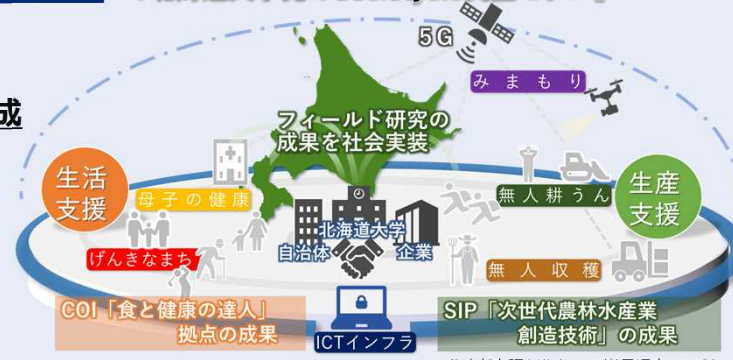 5G
みまもり
成
フィールド研究の
成果を社会実装
生活
支援
母子の健康
無人耕うん
生産
支援
北海道大学
自治体
企業
げんきなまち
無人収穫
COI「食と健康の達人」
拠点の成果
ICTインフラ
SIP「次世代農林水産業
創造技術」の成果